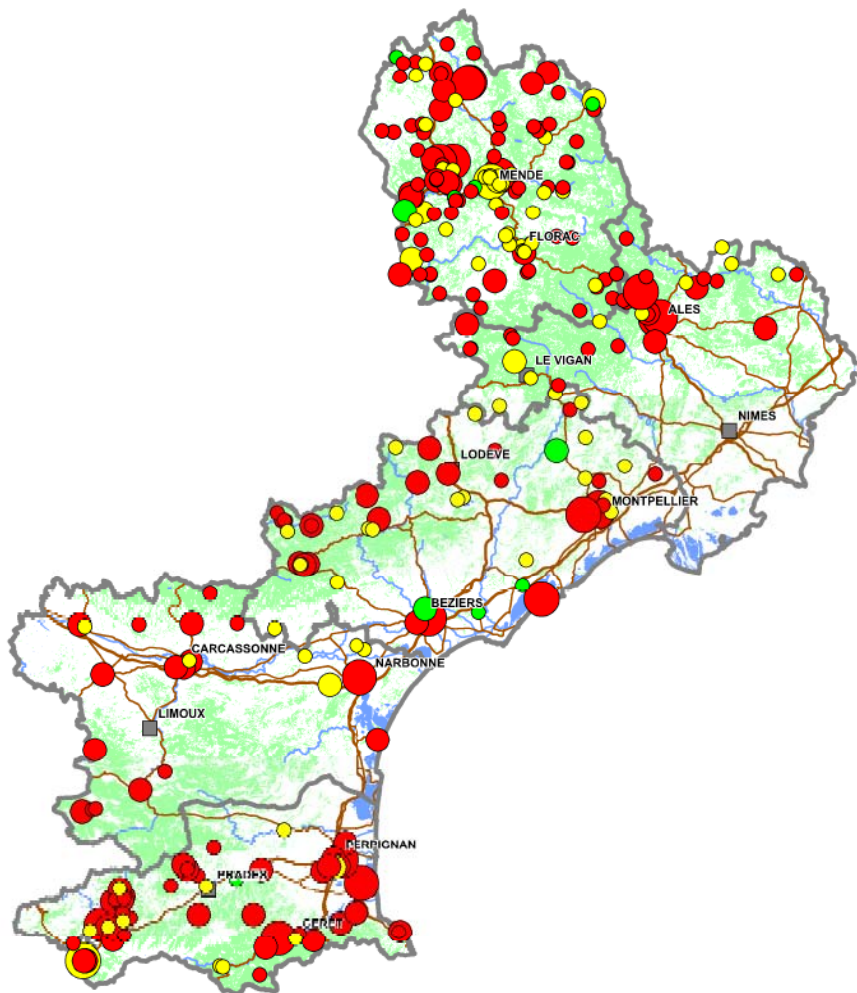 MENDE
FLORAC
ALES
LE VIGAN
NIMES
LODEVE
MONTPELLIER
BEZIERS
CARCASSONNE
NARBONNE
LIMOUX
PERPIGNAN
PRADES
CERET